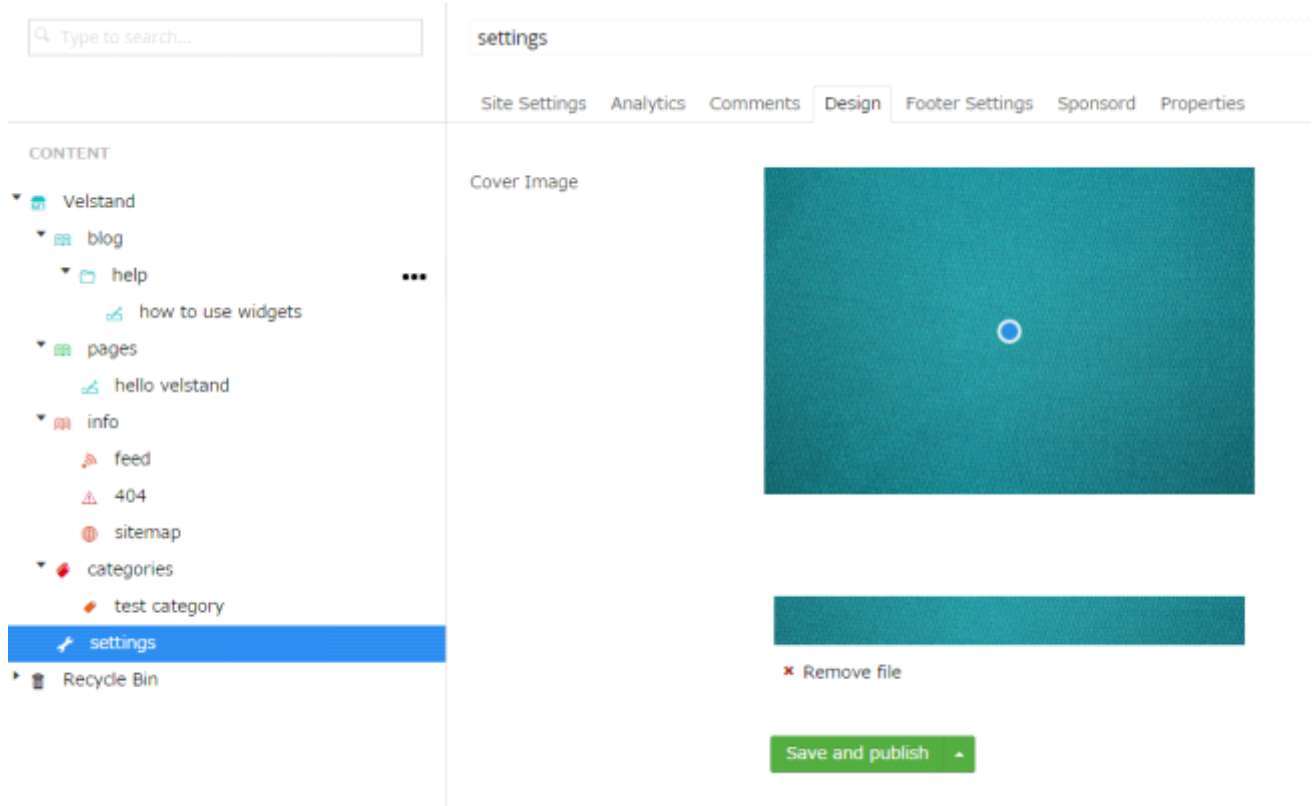 Type to search...
settings
Site Settings Analytics Comments Design Footer Settings Sponsord Properties
CONTENT
Velstand
blog
help
how to use widgets
pages
hello velstand
info
feed
404
sitemap
categories
test category
settings
Recycle Bin
Cover Image
Remove file
Save and publish